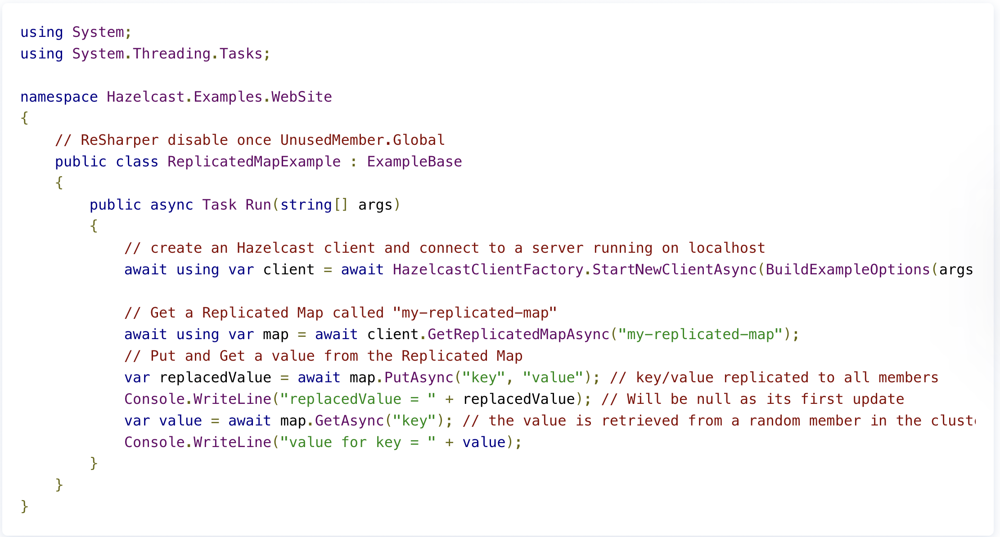 using System;
using System.Threading.Tasks;

namespace Hazelcast.Examples.WebSite
{
    // ReSharper disable once UnusedMember.Global
    public class ReplicatedMapExample : ExampleBase
    {
        public async Task Run(string[] args)
        {
            // create an Hazelcast client and connect to a server running on localhost
            await using var client = await HazelcastClientFactory.StartNewClientAsync(BuildExampleOptions(args

            // Get a Replicated Map called "my-replicated-map"
            await using var map = await client.GetReplicatedMapAsync("my-replicated-map");
            // Put and Get a value from the Replicated Map
            var replacedValue = await map.PutAsync("key", "value"); // key/value replicated to all members
            Console.WriteLine("replacedValue = " + replacedValue); // Will be null as its first update
            var value = await map.GetAsync("key"); // the value is retrieved from a random member in the
            Console.WriteLine("value for key = " + value);
        }
    }
}